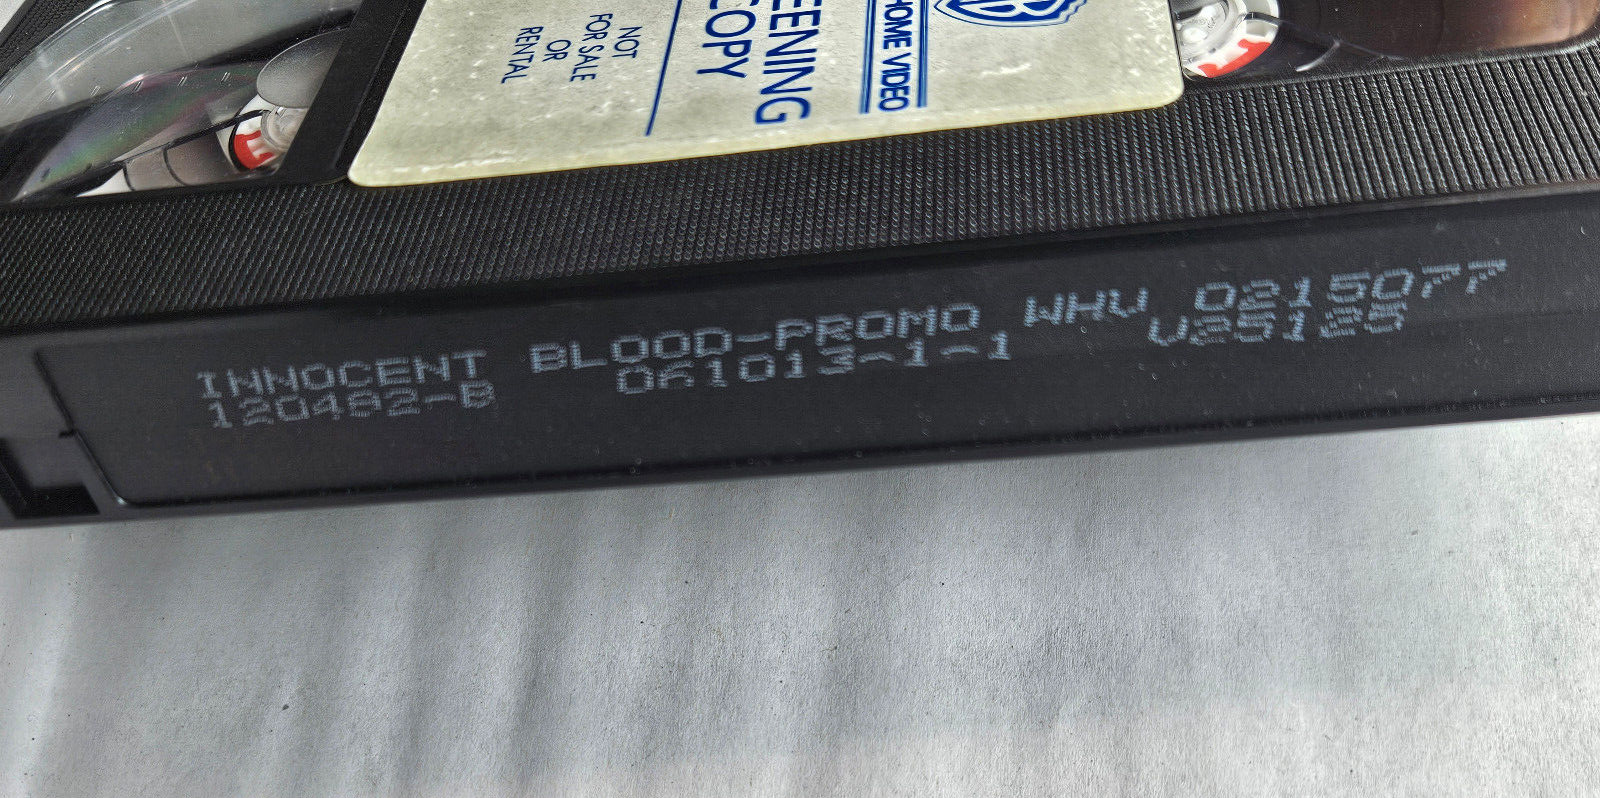 HOME VIDEO
EENING
COPY
NOT
FOR SALE
OR
RENTAL
INNOCENT BLOOD-PROMO WHV 0215077
120482-B 061013-1-1 V25125